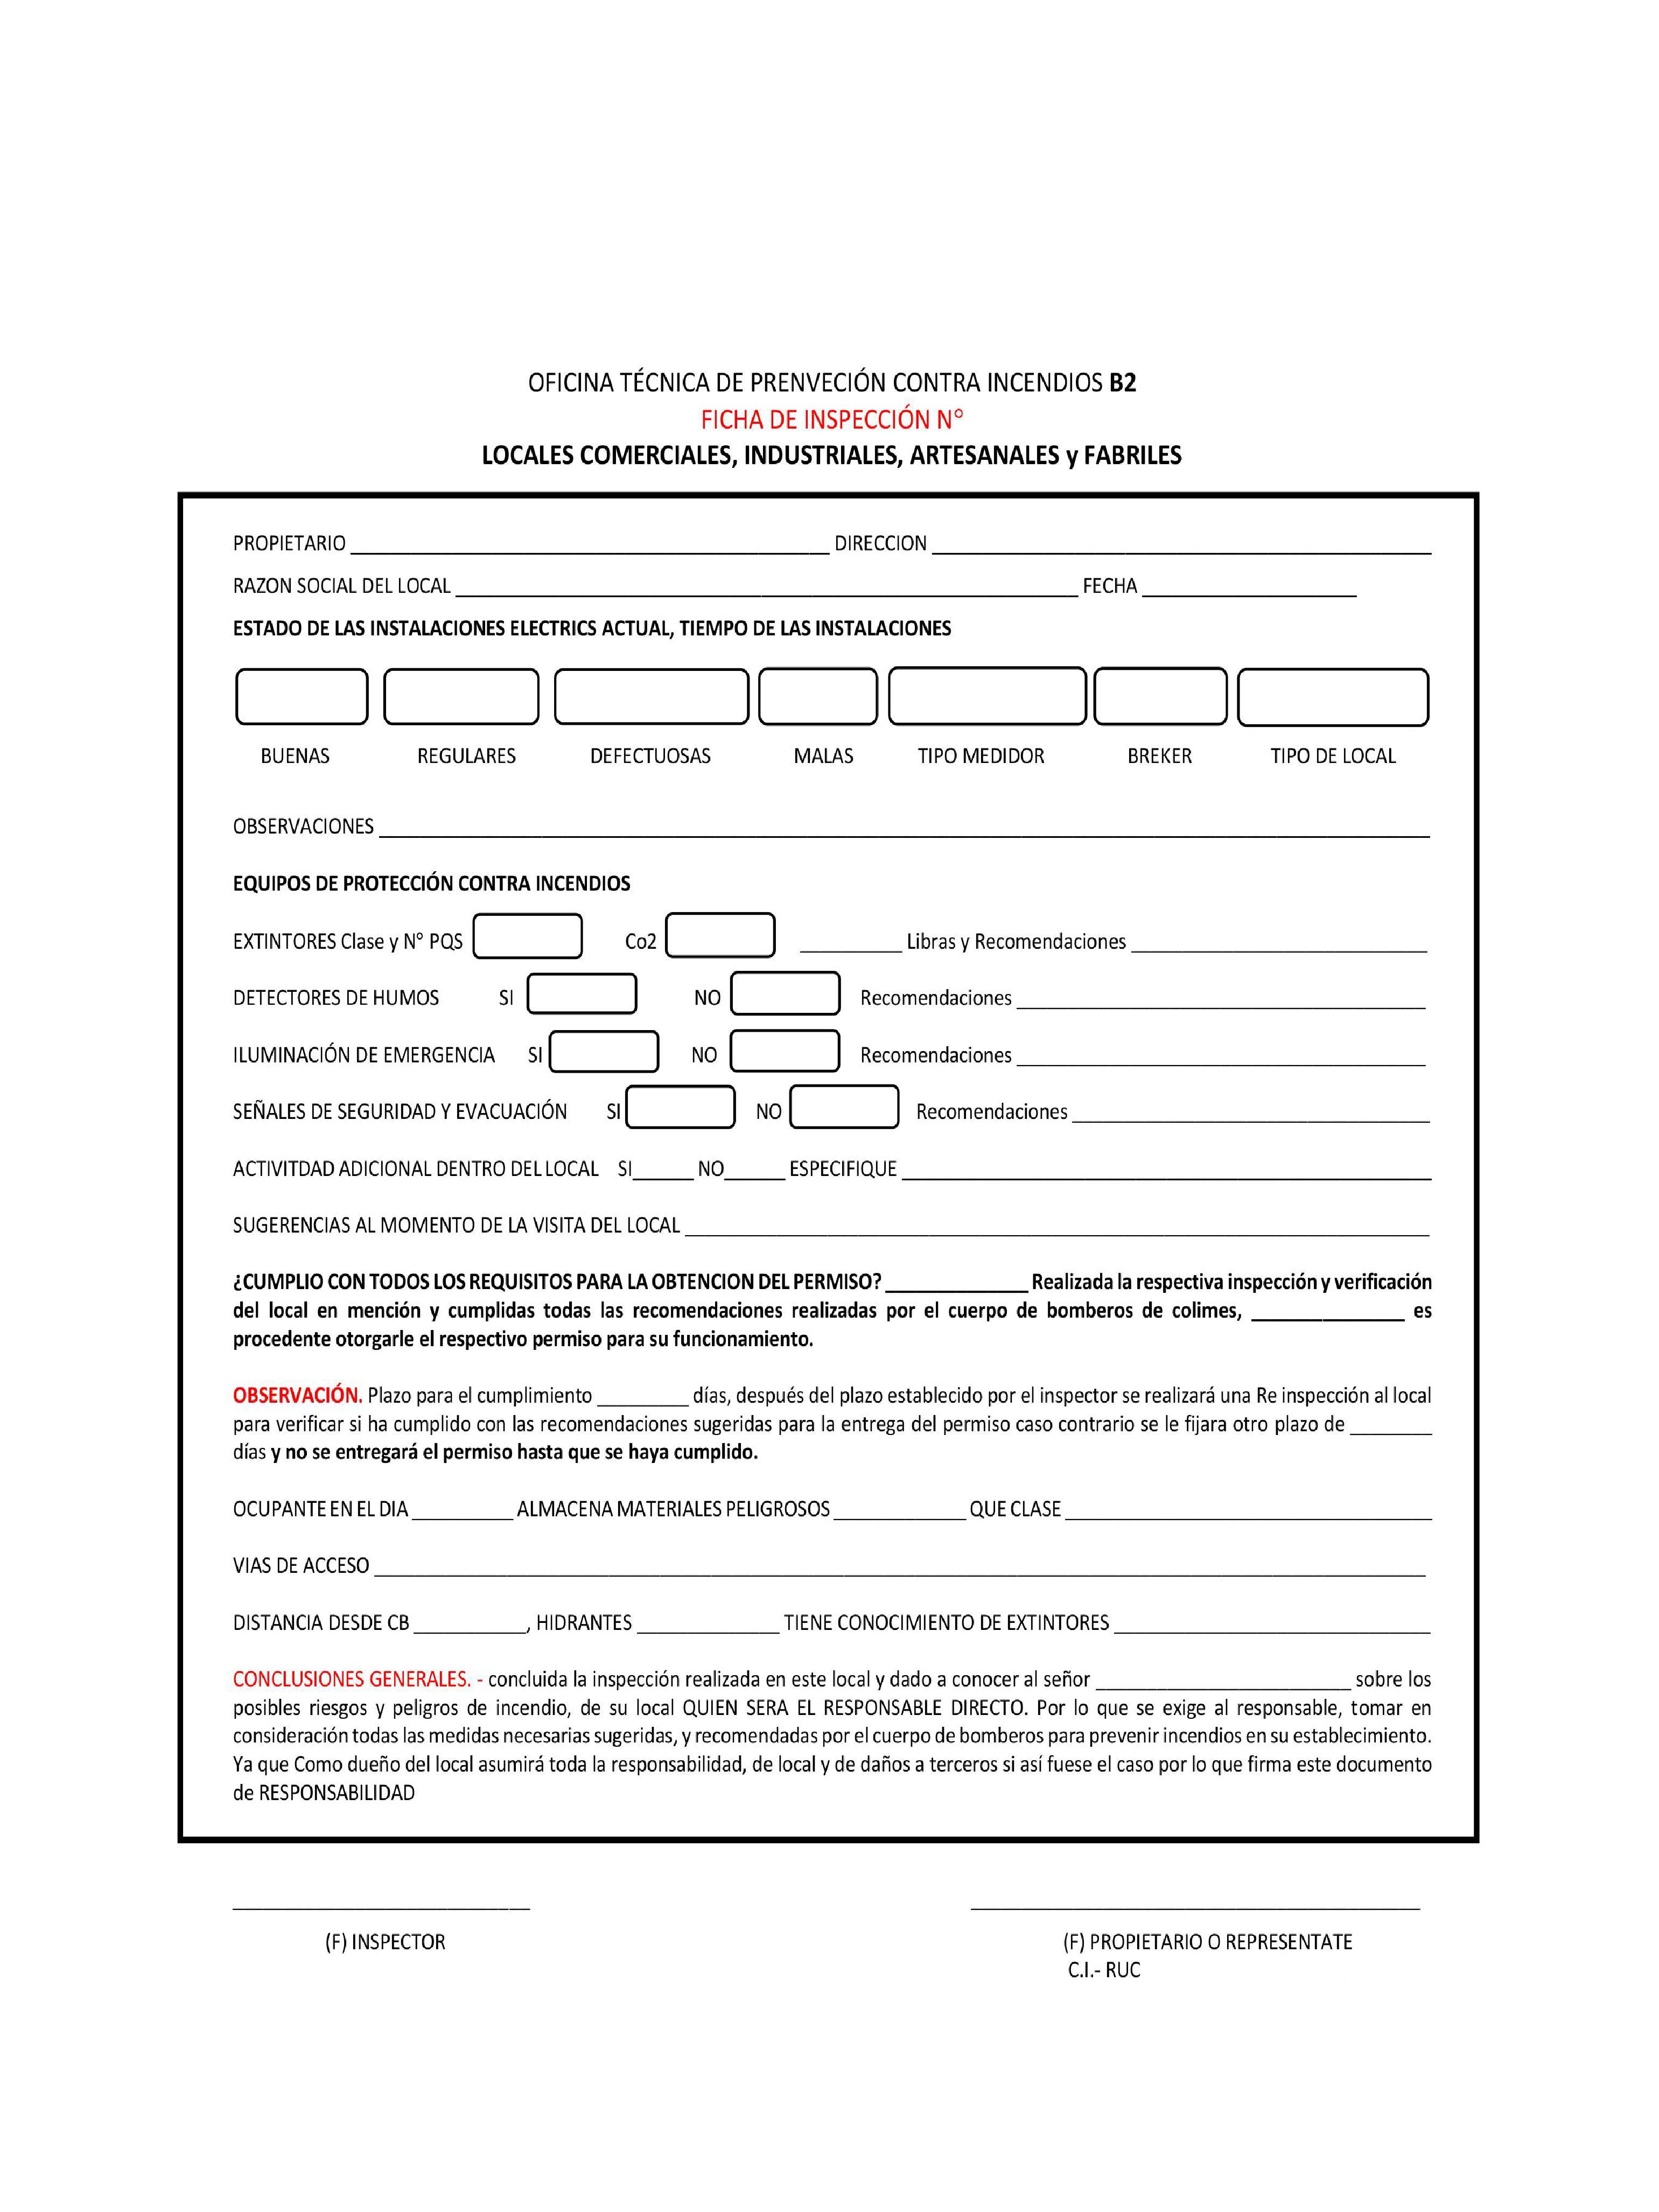 OFICINA TÉCNICA DE PRENVECIÓN CONTRA INCENDIOS B2
FICHA DE INSPECCIÓN N°
LOCALES COMERCIALES, INDUSTRIALES, ARTESANALES y FABRILES
PROPIETARIO ____________________ DIRECCION ____________________
RAZON SOCIAL DEL LOCAL ____________________ FECHA ____________________
ESTADO DE LAS INSTALACIONES ELECTRICS ACTUAL, TIEMPO DE LAS INSTALACIONES
BUENAS REGULARES DEFECTUOSAS MALAS TIPO MEDIDOR BREKER TIPO DE LOCAL
OBSERVACIONES ____________________
EQUIPOS DE PROTECCIÓN CONTRA INCENDIOS
EXTINTORES Clase y N° PQS Co2 __________ Libras y Recomendaciones ____________________
DETECTORES DE HUMOS SI NO Recomendaciones ____________________
ILUMINACIÓN DE EMERGENCIA SI NO Recomendaciones ____________________
SEÑALES DE SEGURIDAD Y EVACUACIÓN SI NO Recomendaciones ____________________
ACTIVITDAD ADICIONAL DENTRO DEL LOCAL SI______ NO______ ESPECIFIQUE ____________________
SUGERENCIAS AL MOMENTO DE LA VISITA DEL LOCAL ____________________
¿CUMPLIO CON TODOS LOS REQUISITOS PARA LA OBTENCION DEL PERMISO? ______________ Realizada la respectiva inspección y verificación
del local en mención y cumplidas todas las recomendaciones realizadas por el cuerpo de bomberos de colimes, _______________ es
procedente otorgarle el respectivo permiso para su funcionamiento.
OBSERVACIÓN. Plazo para el cumplimiento _________ días, después del plazo establecido por el inspector se realizará una Re inspección al local
para verificar si ha cumplido con las recomendaciones sugeridas para la entrega del permiso caso contrario se le fijara otro plazo de ________
días y no se entregará el permiso hasta que se haya cumplido.
OCUPANTE EN EL DIA __________ ALMACENA MATERIALES PELIGROSOS _____________ QUE CLASE ____________________
VIAS DE ACCESO ____________________
DISTANCIA DESDE CB ___________, HIDRANTES ______________ TIENE CONOCIMIENTO DE EXTINTORES ____________________
CONCLUSIONES GENERALES. - concluida la inspección realizada en este local y dado a conocer al señor ____________________ sobre los
posibles riesgos y peligros de incendio, de su local QUIEN SERA EL RESPONSABLE DIRECTO. Por lo que se exige al responsable, tomar en
consideración todas las medidas necesarias sugeridas, y recomendadas por el cuerpo de bomberos para prevenir incendios en su establecimiento.
Ya que Como dueño del local asumirá toda la responsabilidad, de local y de daños a terceros si así fuese el caso por lo que firma este documento
de RESPONSABILIDAD
(F) INSPECTOR (F) PROPIETARIO O REPRESENTATE
C.I.- RUC